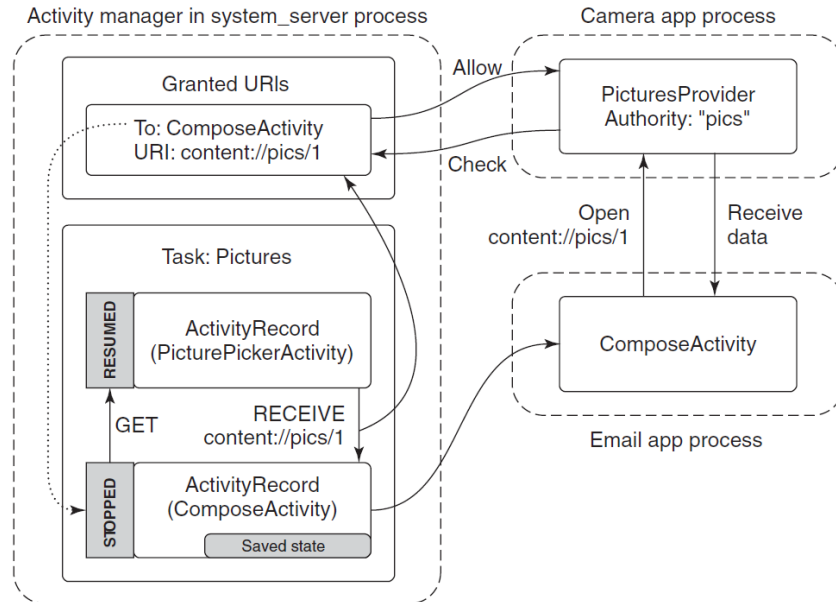 Activity manager in system_server process
Granted URIs
To: ComposeActivity
URI: content://pics/1
Task: Pictures
RESUMED
ActivityRecord
(PicturePickerActivity)
GET
RECEIVE
content://pics/1
STOPPED
ActivityRecord
(ComposeActivity)
Saved state
Allow
Check
Camera app process
PicturesProvider
Authority: "pics"
Open
content://pics/1
Receive
data
ComposeActivity
Email app process